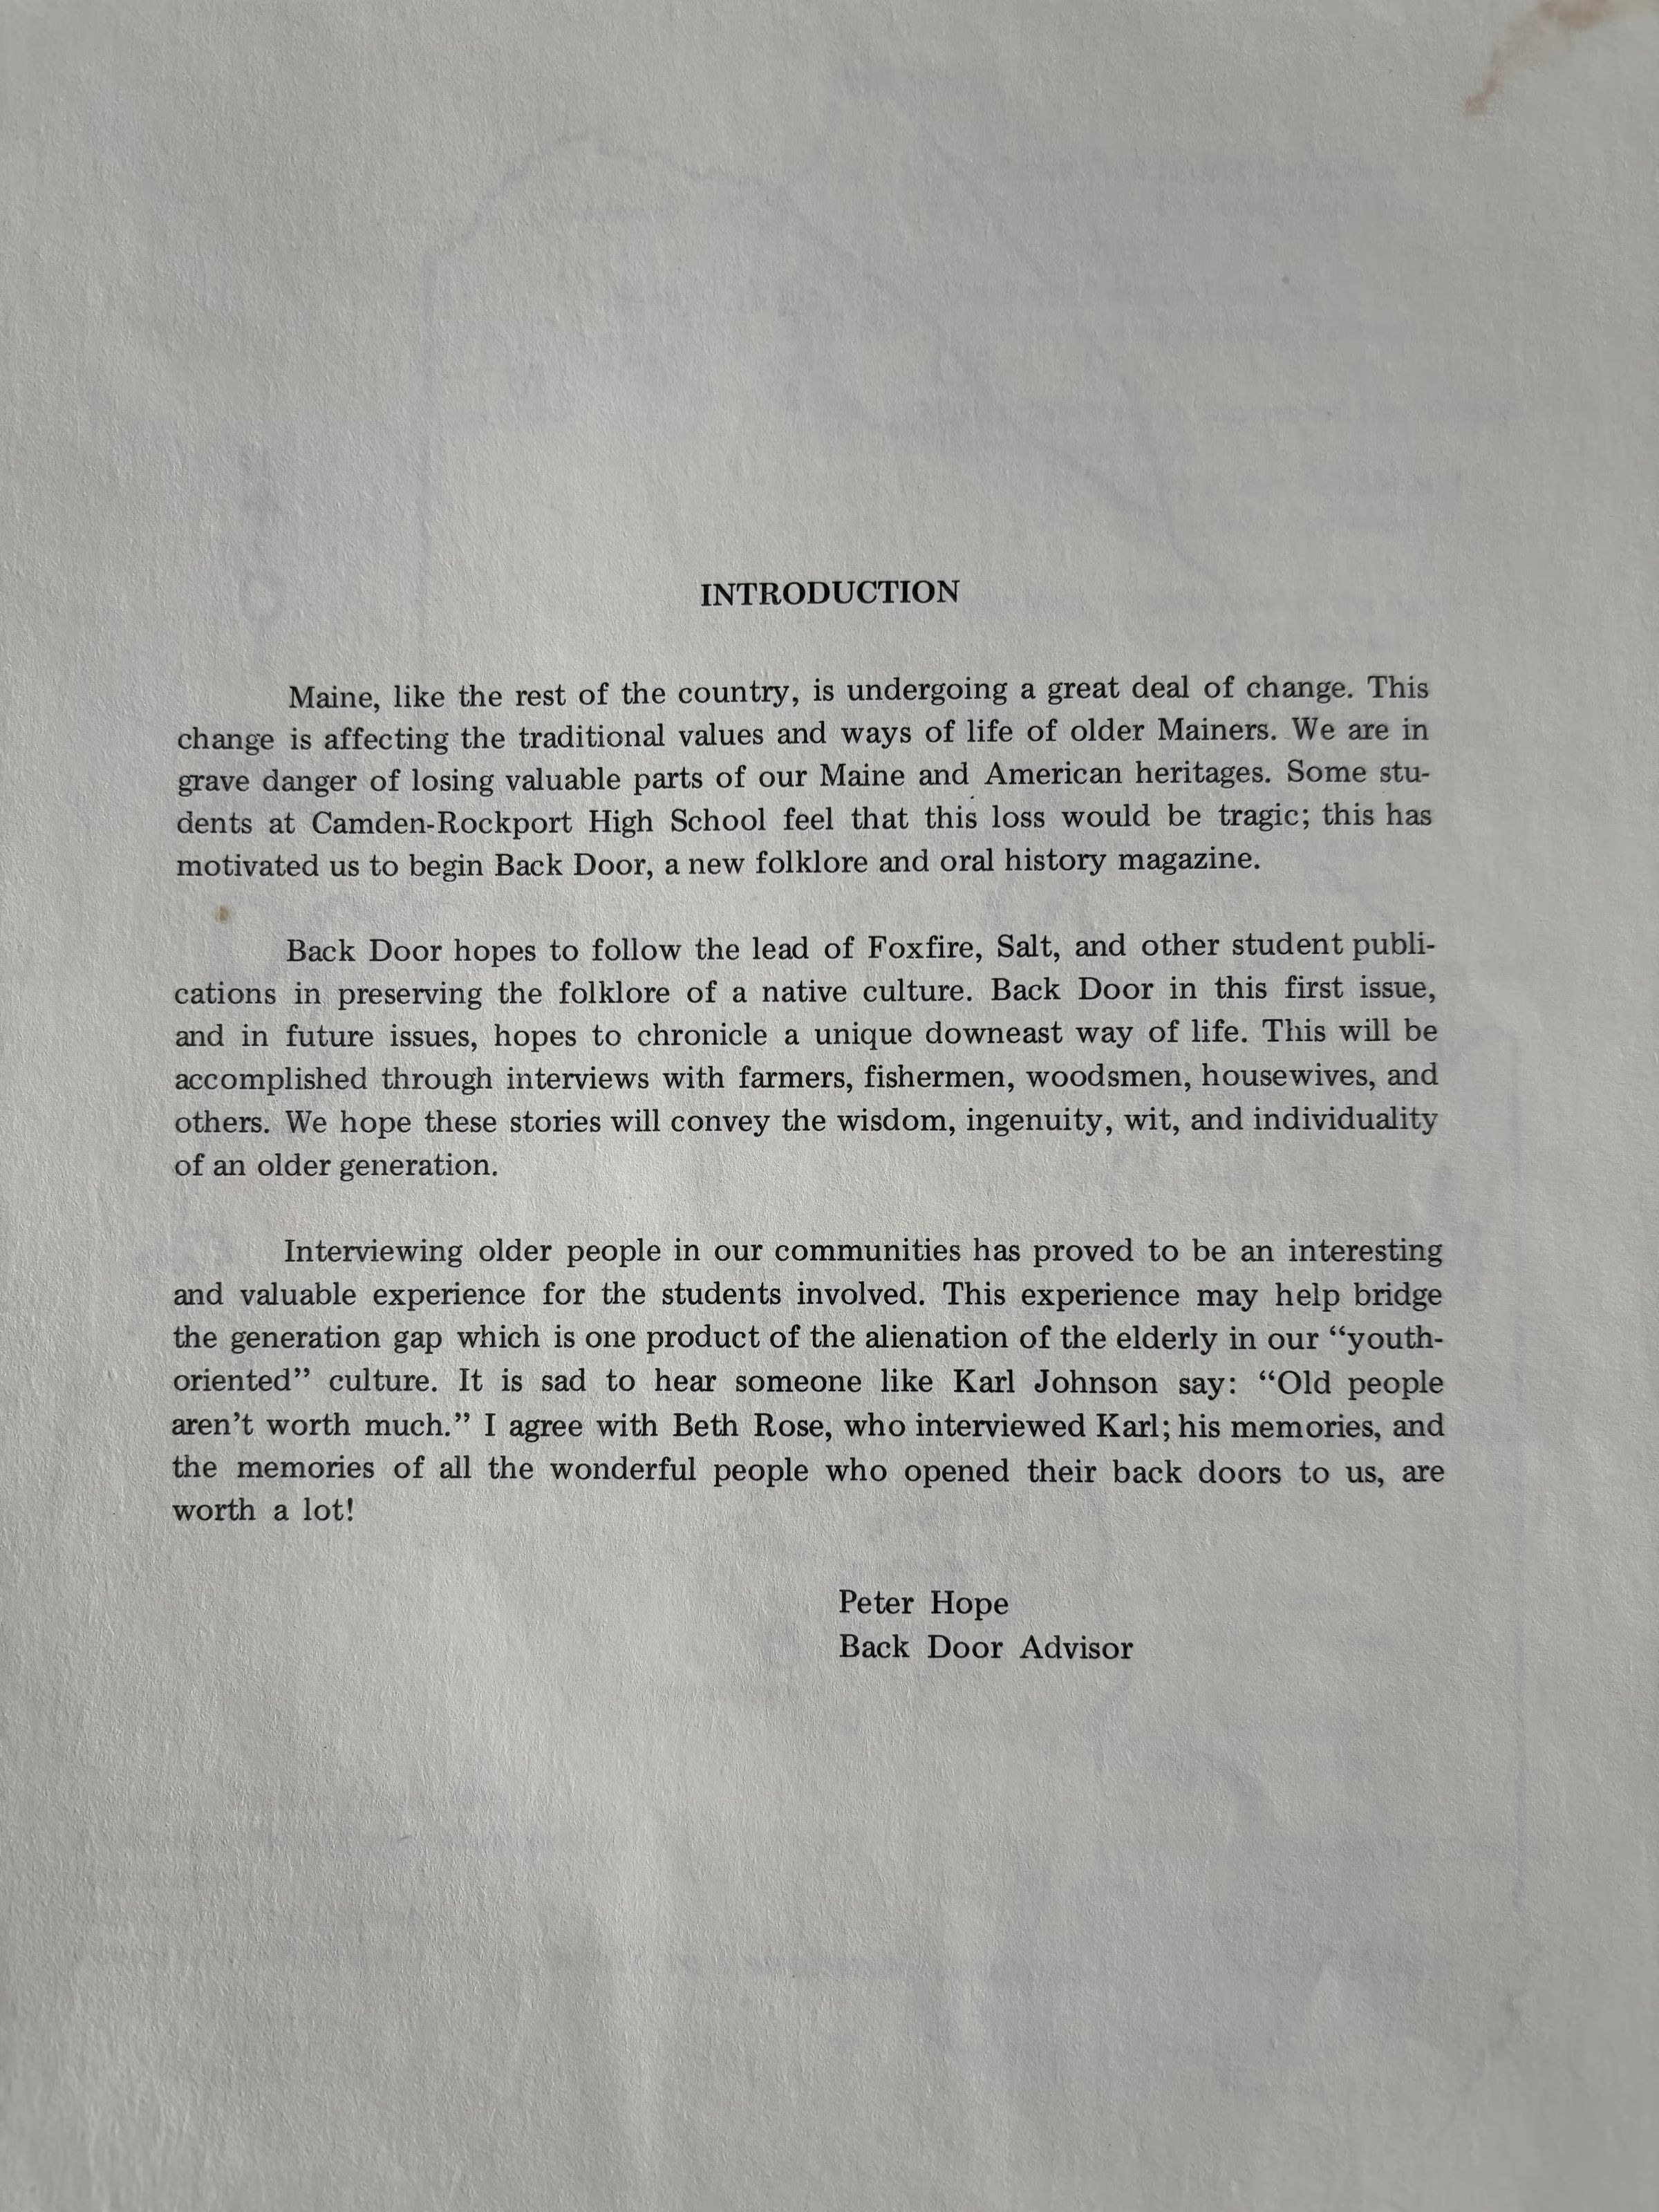 INTRODUCTION
Maine, like the rest of the country, is undergoing a great deal of change. This
change is affecting the traditional values and ways of life of older Mainers. We are in
grave danger of losing valuable parts of our Maine and American heritages. Some stu-
dents at Camden-Rockport High School feel that this loss would be tragic; this has
motivated us to begin Back Door, a new folklore and oral history magazine.
Back Door hopes to follow the lead of Foxfire, Salt, and other student publi-
cations in preserving the folklore of a native culture. Back Door in this first issue,
and in future issues, hopes to chronicle a unique downeast way of life. This will be
accomplished through interviews with farmers, fishermen, woodsmen, housewives, and
others. We hope these stories will convey the wisdom, ingenuity, wit, and individuality
of an older generation.
Interviewing older people in our communities has proved to be an interesting
and valuable experience for the students involved. This experience may help bridge
the generation gap which is one product of the alienation of the elderly in our “youth-
oriented” culture. It is sad to hear someone like Karl Johnson say: “Old people
aren’t worth much.” I agree with Beth Rose, who interviewed Karl; his memories, and
the memories of all the wonderful people who opened their back doors to us, are
worth a lot!
Peter Hope
Back Door Advisor